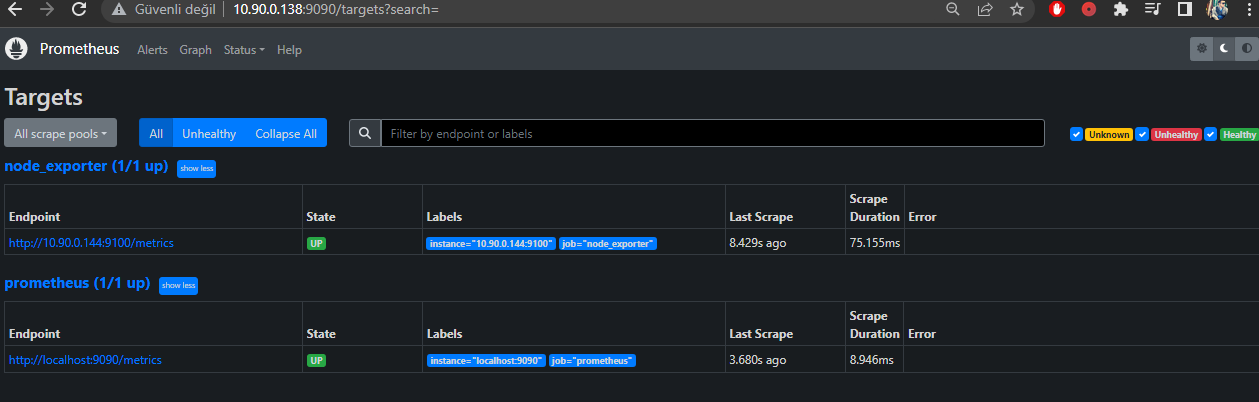 Güvenli değil 10.90.0.138:9090/targets?search=
Prometheus Alerts Graph Status Help
Targets
All scrape pools All Unhealthy Collapse All Filter by endpoint or labels Unknown Unhealthy Healthy
node_exporter (1/1 up) show less
Endpoint State Labels Last Scrape Scrape Duration Error
http://10.90.0.144:9100/metrics UP instance="10.90.0.144:9100" job="node_exporter" 8.429s ago 75.155ms
prometheus (1/1 up) show less
Endpoint State Labels Last Scrape Scrape Duration Error
http://localhost:9090/metrics UP instance="localhost:9090" job="prometheus" 3.680s ago 8.946ms